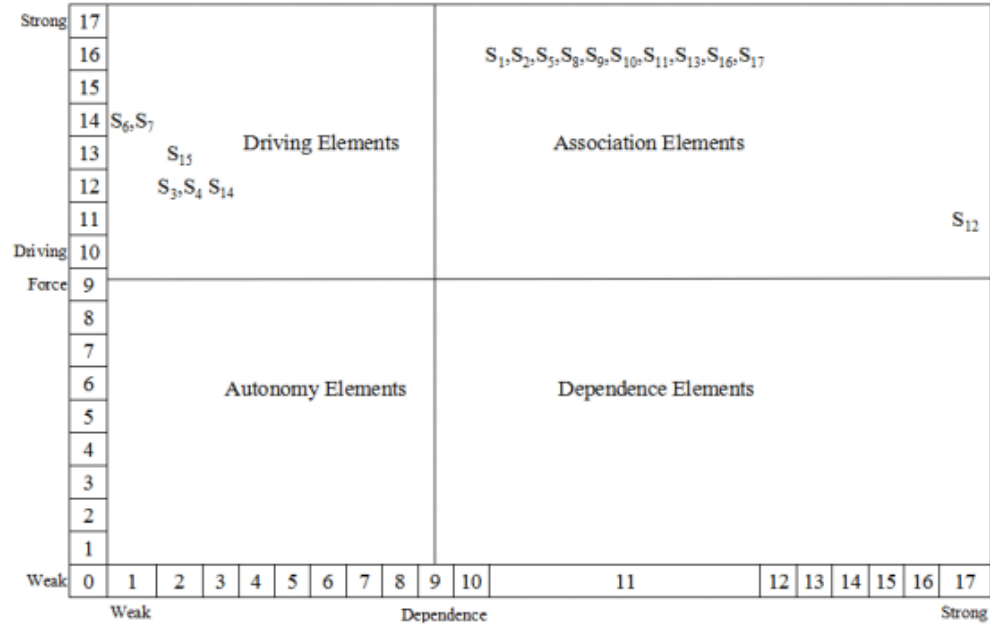 Strong 17
16 S₁,S₂,S₅,S₈,S₉,S₁₀,S₁₁,S₁₃,S₁₆,S₁₇
15
14 S₆,S₇
Driving Elements Association Elements
13 S₁₅
12 S₃,S₄ S₁₄
11 S₁₂
Driving 10
Force 9
8
7
6 Autonomy Elements Dependence Elements
5
4
3
2
1
Weak 0 1 2 3 4 5 6 7 8 9 10 11 12 13 14 15 16 17
Weak Dependence Strong